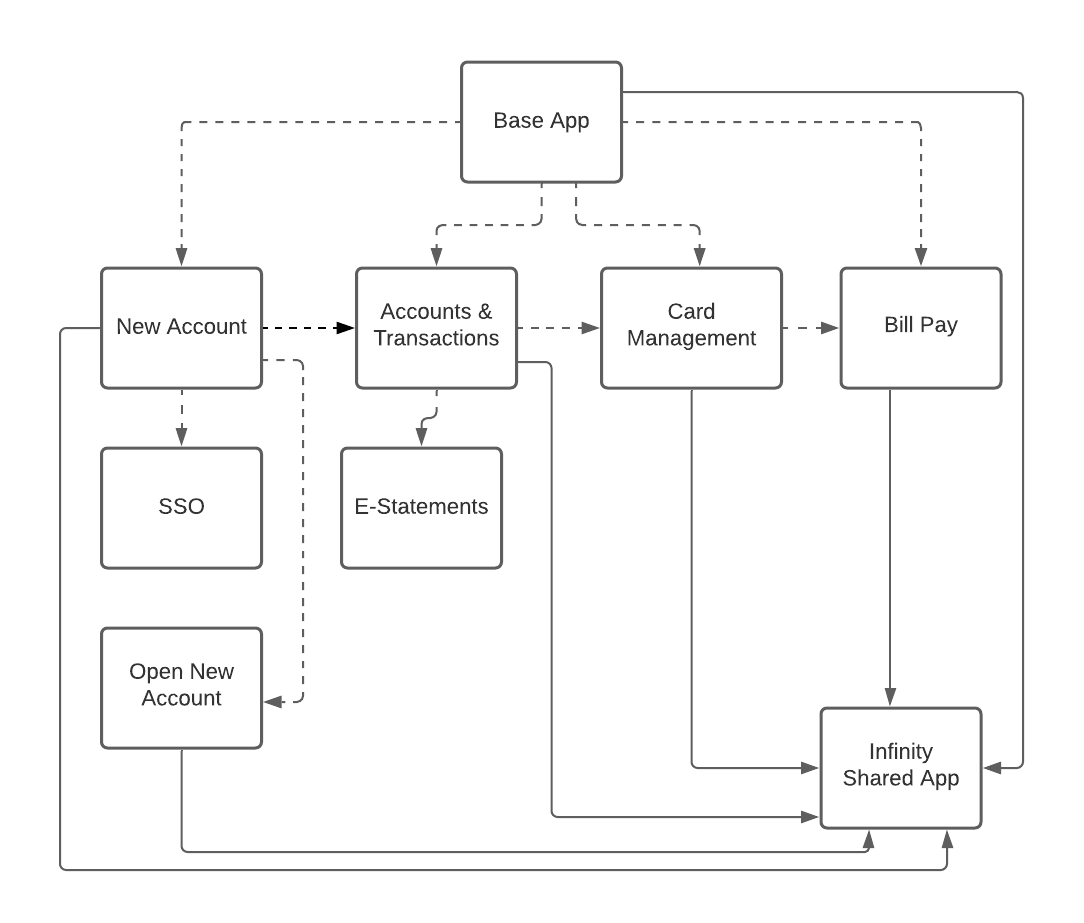 Base App
New Account
Accounts &
Transactions
Card
Management
Bill Pay
SSO
E-Statements
Open New
Account
Infinity
Shared App